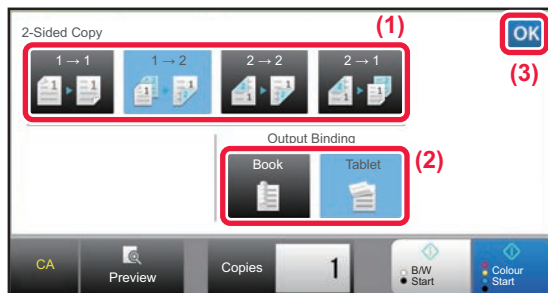 2-Sided Copy
(1)
OK
1 → 1
1 → 2
2 → 2
2 → 1
(3)
Output Binding
Book
Tablet
(2)
CA
Preview
Copies
1
B/W
Start
Colour
Start